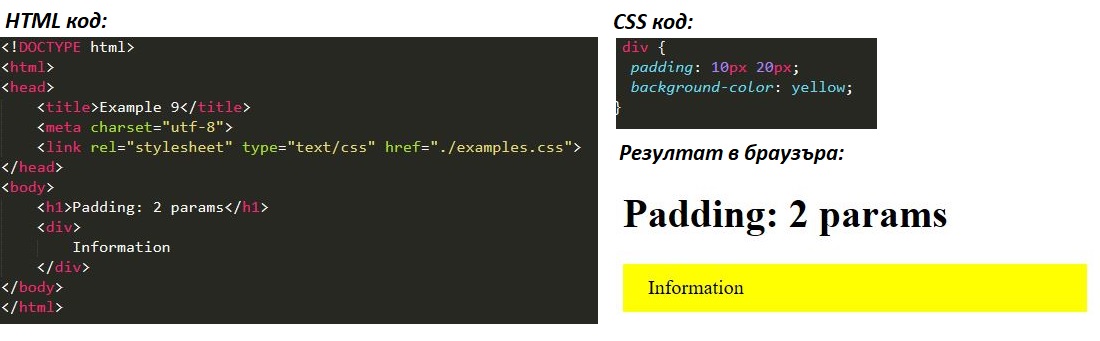 HTML код:
<!DOCTYPE html>
<html>
<head>
    <title>Example 9</title>
    <meta charset="utf-8">
    <link rel="stylesheet" type="text/css" href="./examples.css">
</head>
<body>
    <h1>Padding: 2 params</h1>
    <div>
        Information
    </div>
</body>
</html>
CSS код:
div {
 padding: 10px 20px;
 background-color: yellow;
}
Резултат в браузъра:
Padding: 2 params
Information